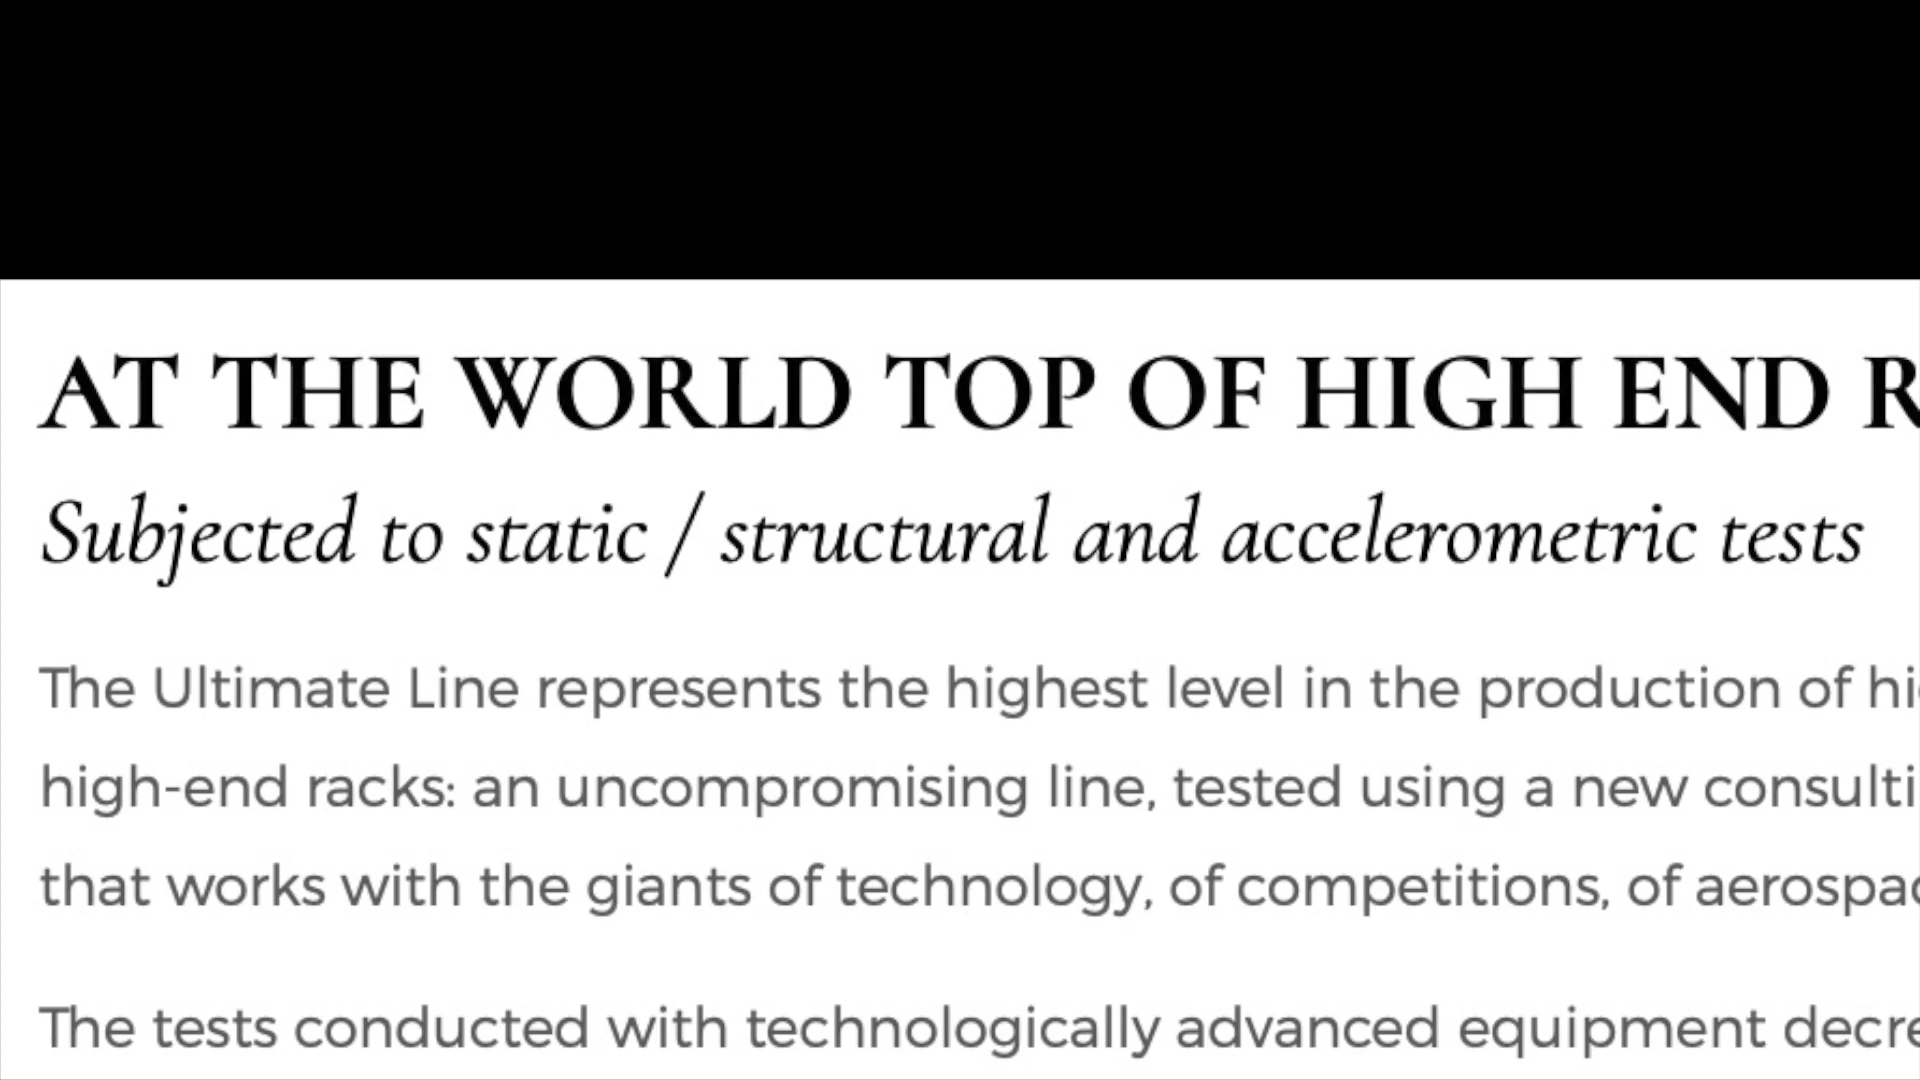 AT THE WORLD TOP OF HIGH END
Subjected to static / structural and accelerometric tests
The Ultimate Line represents the highest level in the production of
high-end racks: an uncompromising line, tested using a new
that works with the giants of technology, of competitions, of
The tests conducted with technologically advanced equipment